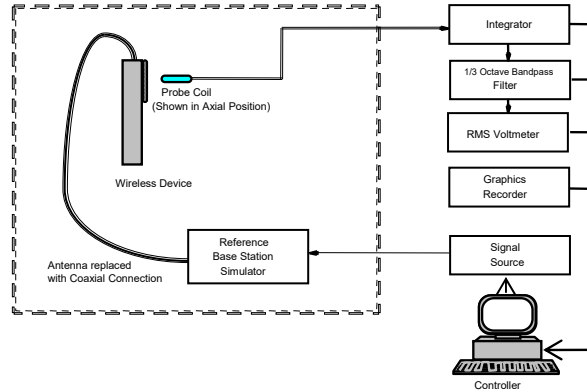 Integrator
1/3 Octave Bandpass
Filter
RMS Voltmeter
Graphics
Recorder
Signal
Source
Controller
Probe Coil
(Shown in Axial Position)
Wireless Device
Reference
Base Station
Simulator
Antenna replaced
with Coaxial Connection